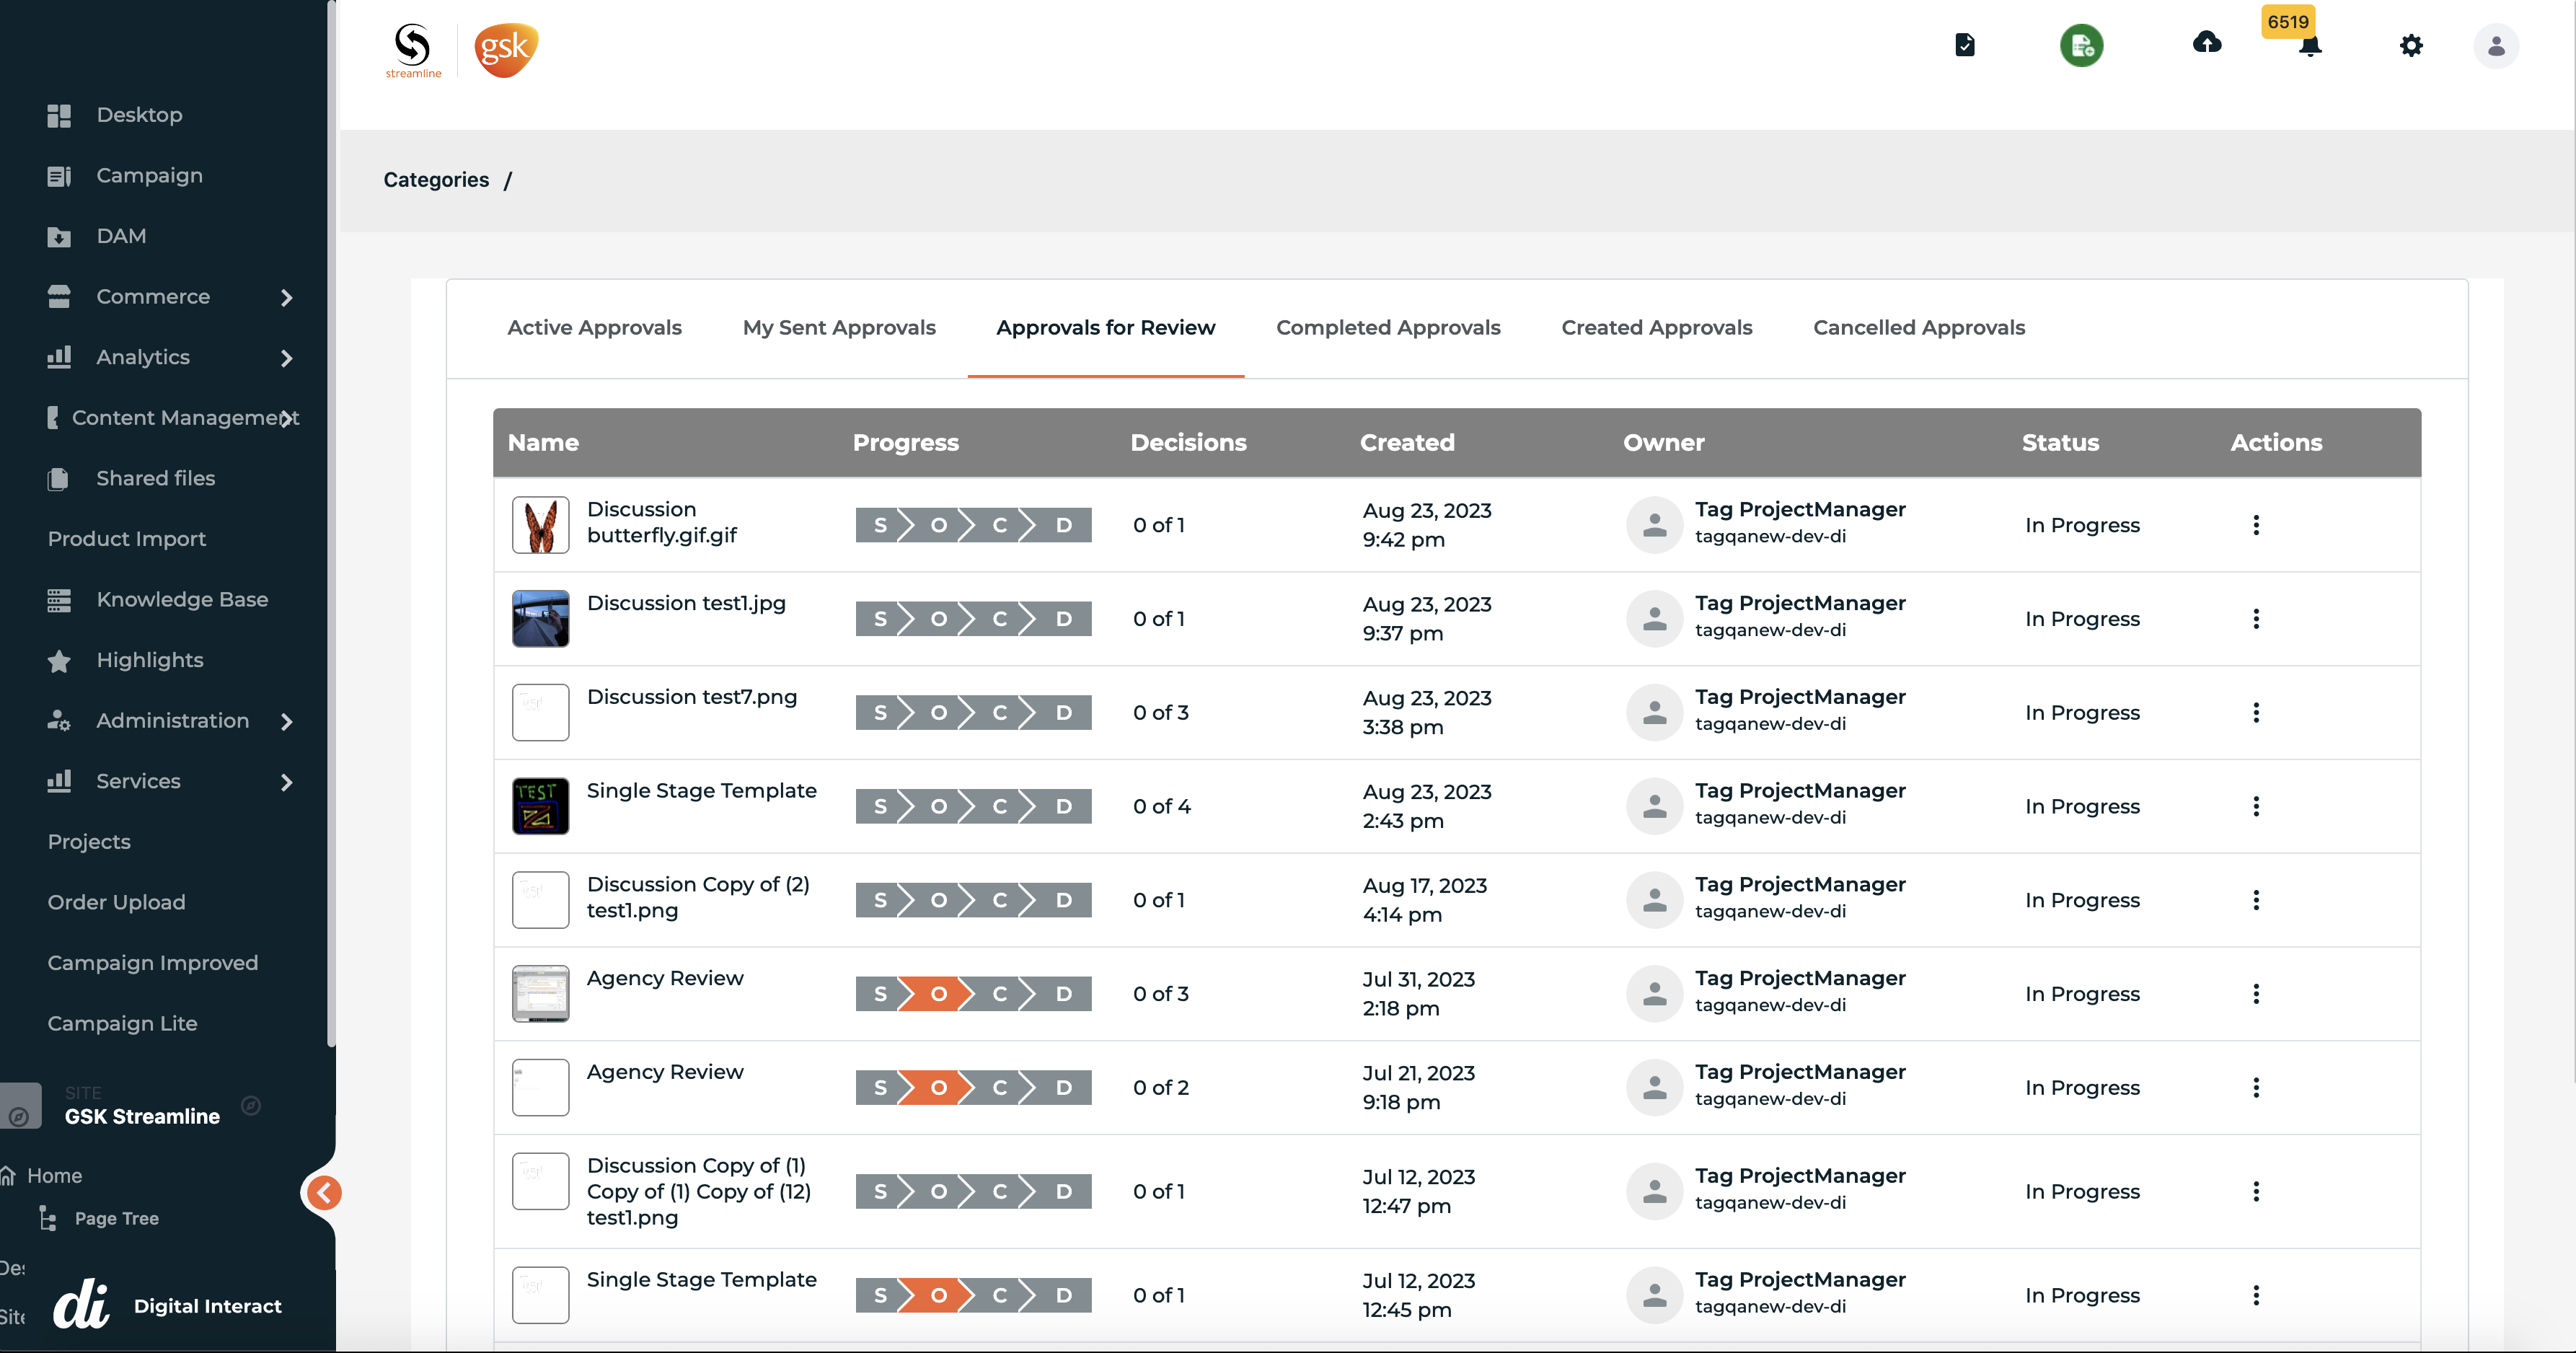 streamline
gsk
6519
Desktop
Campaign
DAM
Commerce
Analytics
Content Management
Shared files
Product Import
Knowledge Base
Highlights
Administration
Services
Projects
Order Upload
Campaign Improved
Campaign Lite
SITE
GSK Streamline
Home
Page Tree
Des
Site
di Digital Interact
Categories /
Active Approvals My Sent Approvals Approvals for Review Completed Approvals Created Approvals Cancelled Approvals
Name Progress Decisions Created Owner Status Actions
Discussion
butterfly.gif.gif
S O C D
0 of 1
Aug 23, 2023
9:42 pm
Tag ProjectManager
tagqanew-dev-di
In Progress
Discussion test1.jpg
S O C D
0 of 1
Aug 23, 2023
9:37 pm
Tag ProjectManager
tagqanew-dev-di
In Progress
Discussion test7.png
S O C D
0 of 3
Aug 23, 2023
3:38 pm
Tag ProjectManager
tagqanew-dev-di
In Progress
TEST
Single Stage Template
S O C D
0 of 4
Aug 23, 2023
2:43 pm
Tag ProjectManager
tagqanew-dev-di
In Progress
Discussion Copy of (2)
test1.png
S O C D
0 of 1
Aug 17, 2023
4:14 pm
Tag ProjectManager
tagqanew-dev-di
In Progress
Agency Review
S O C D
0 of 3
Jul 31, 2023
2:18 pm
Tag ProjectManager
tagqanew-dev-di
In Progress
Agency Review
S O C D
0 of 2
Jul 21, 2023
9:18 pm
Tag ProjectManager
tagqanew-dev-di
In Progress
Discussion Copy of (1)
Copy of (1) Copy of (12)
test1.png
S O C D
0 of 1
Jul 12, 2023
12:47 pm
Tag ProjectManager
tagqanew-dev-di
In Progress
Single Stage Template
S O C D
0 of 1
Jul 12, 2023
12:45 pm
Tag ProjectManager
tagqanew-dev-di
In Progress